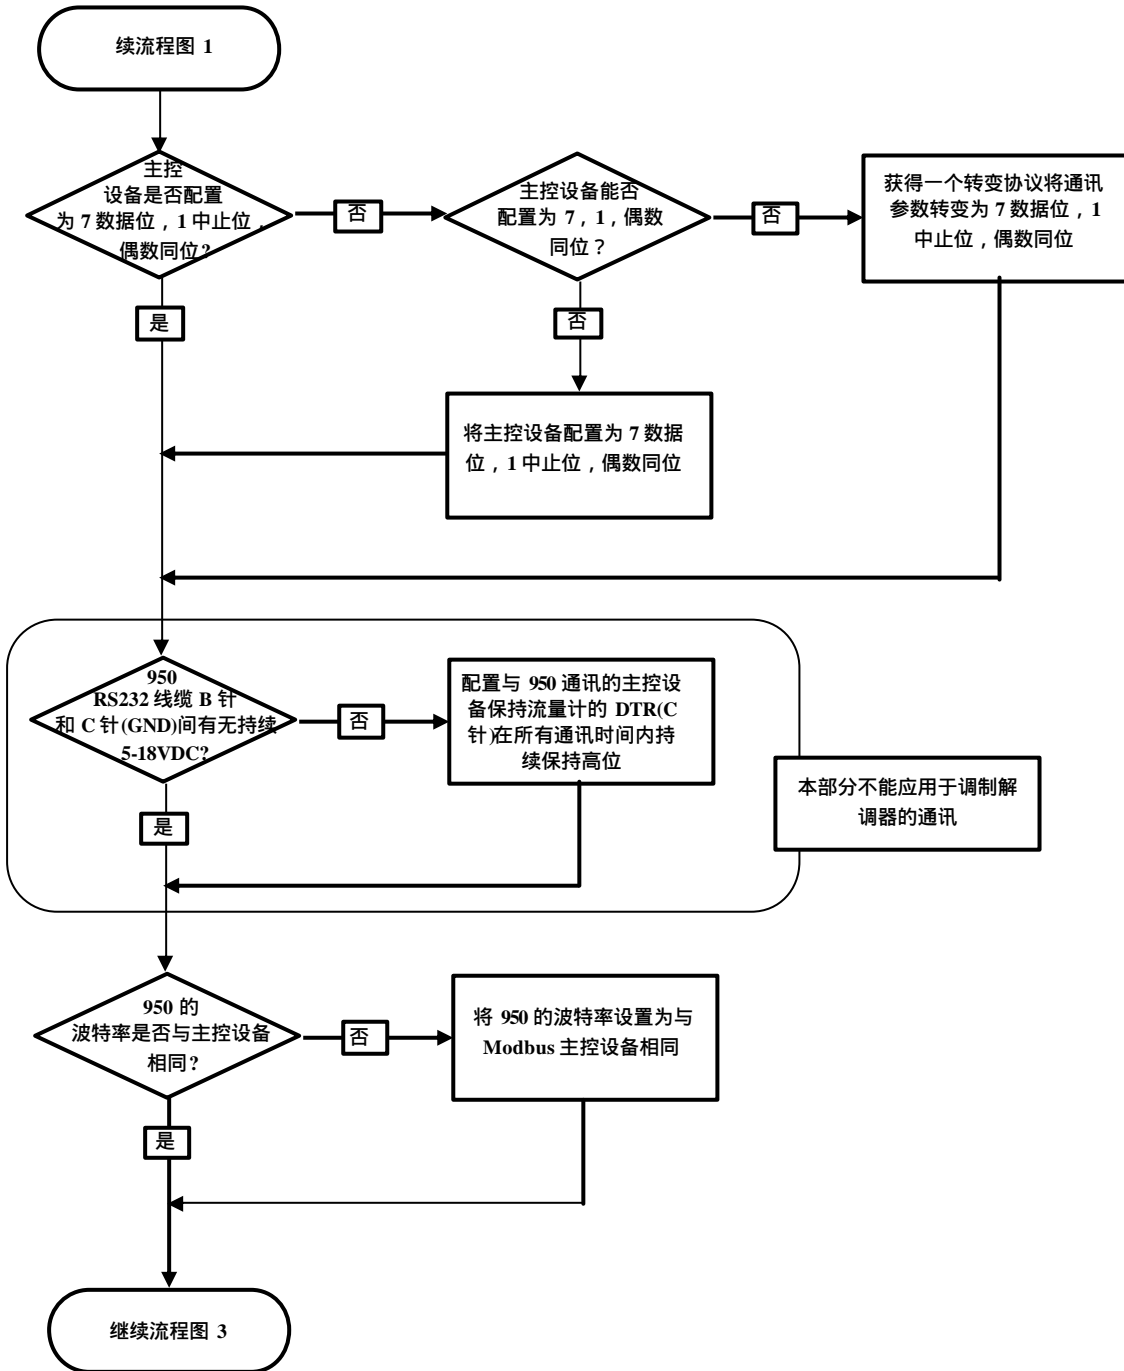 续流程图 1
主控
设备是否配置
为 7 数据位，1 中止位，
偶数同位?
否
主控设备能否
配置为 7，1，偶数
同位？
否
获得一个转变协议将通讯
参数转变为 7 数据位，1
中止位，偶数同位
是
否
将主控设备配置为 7 数据
位，1 中止位，偶数同位
950
RS232 线缆 B 针
和 C 针(GND)间有无持续
5-18VDC?
否
配置与 950 通讯的主控设
备保持流量计的 DTR(C
针)在所有通讯时间内持
续保持高位
是
本部分不能应用于调制解
调器的通讯
950 的
波特率是否与主控设备
相同?
否
将 950 的波特率设置为与
Modbus 主控设备相同
是
继续流程图 3